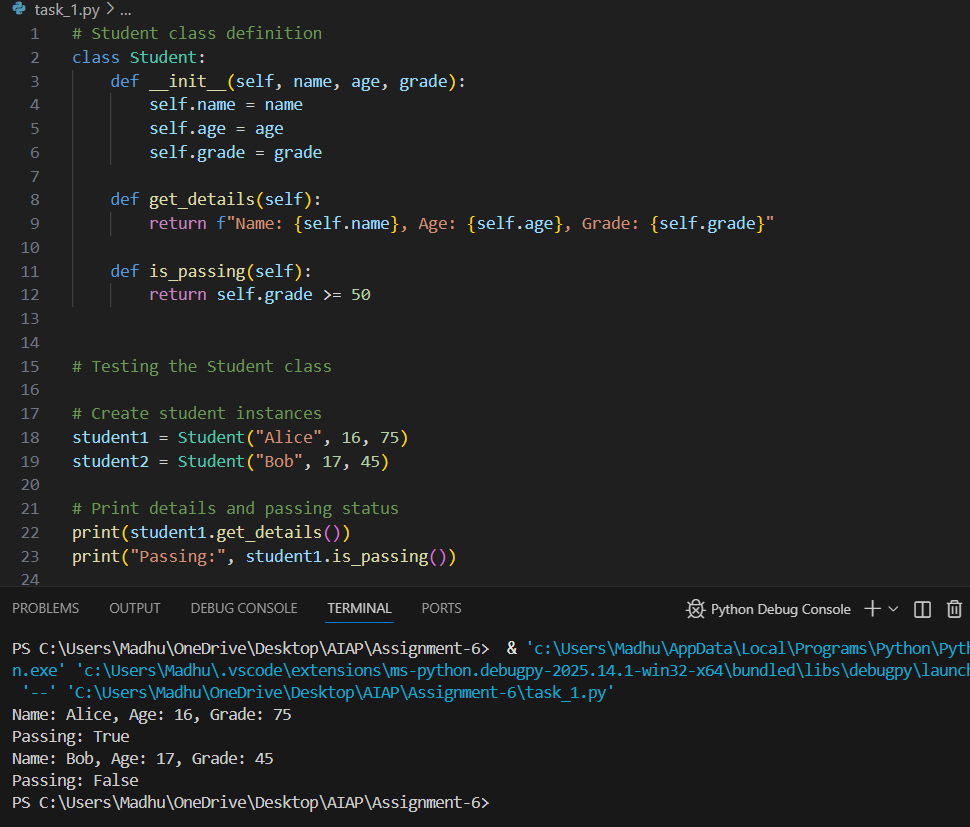 task_1.py > ...
1 # Student class definition
2 class Student:
3     def __init__(self, name, age, grade):
4         self.name = name
5         self.age = age
6         self.grade = grade
7
8     def get_details(self):
9         return f"Name: {self.name}, Age: {self.age}, Grade: {self.grade}"
10
11     def is_passing(self):
12         return self.grade >= 50
13
14
15 # Testing the Student class
16
17 # Create student instances
18 student1 = Student("Alice", 16, 75)
19 student2 = Student("Bob", 17, 45)
20
21 # Print details and passing status
22 print(student1.get_details())
23 print("Passing:", student1.is_passing())
24
PROBLEMS OUTPUT DEBUG CONSOLE TERMINAL PORTS Python Debug Console
PS C:\Users\Madhu\OneDrive\Desktop\AIAP\Assignment-6>  & 'c:\Users\Madhu\AppData\Local\Programs\Python\Pyth
n.exe' 'c:\Users\Madhu\.vscode\extensions\ms-python.debugpy-2025.14.1-win32-x64\bundled\libs\debugpy\launch
 '--' 'C:\Users\Madhu\OneDrive\Desktop\AIAP\Assignment-6\task_1.py'
Name: Alice, Age: 16, Grade: 75
Passing: True
Name: Bob, Age: 17, Grade: 45
Passing: False
PS C:\Users\Madhu\OneDrive\Desktop\AIAP\Assignment-6>